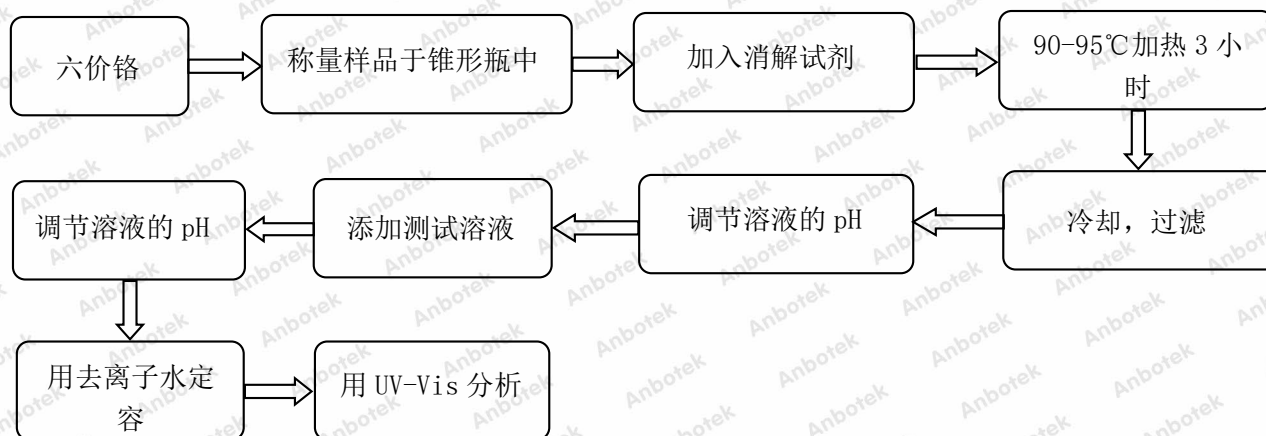 六价铬
称量样品于锥形瓶中
加入消解试剂
90-95℃加热 3 小
时
冷却，过滤
调节溶液的 pH
添加测试溶液
调节溶液的 pH
用去离子水定
容
用 UV-Vis 分析
Anbotek